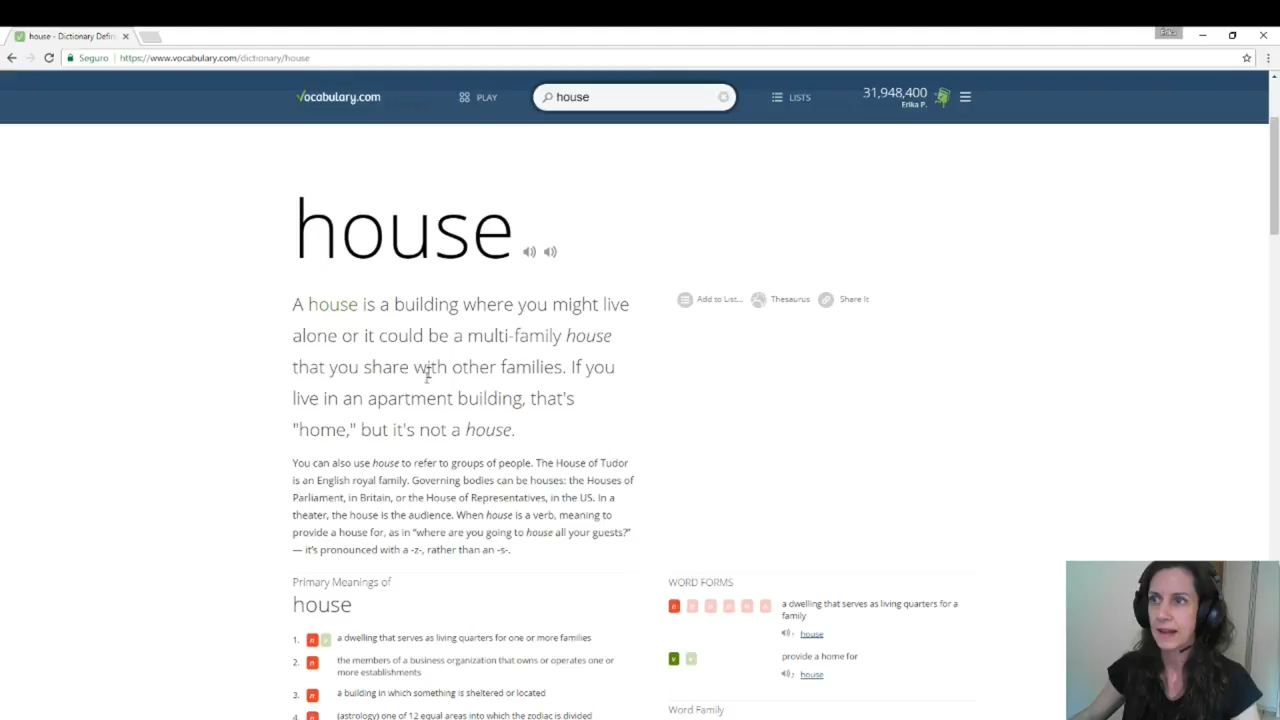 house - Dictionary Defin
Erika
Seguro
https://www.vocabulary.com/dictionary/house
Vocabulary.com
PLAY
house
LISTS
31,948,400
Erika P.
house
A house is a building where you might live
alone or it could be a multi-family house
that you share with other families. If you
live in an apartment building, that's
"home," but it's not a house.
Add to List...
Thesaurus
Share It
You can also use house to refer to groups of people. The House of Tudor
is an English royal family. Governing bodies can be houses: the Houses of
Parliament, in Britain, or the House of Representatives, in the US. In a
theater, the house is the audience. When house is a verb, meaning to
provide a house for, as in "where are you going to house all your guests?"
— it's pronounced with a -z-, rather than an -s-.
Primary Meanings of
house
1. n v a dwelling that serves as living quarters for one or more families
2. n the members of a business organization that owns or operates one or
more establishments
3. n a building in which something is sheltered or located
4. n (astrology) one of 12 equal areas into which the zodiac is divided
WORD FORMS
n n n n n n a dwelling that serves as living quarters for a
family
1 house
v v provide a home for
2 house
Word Family